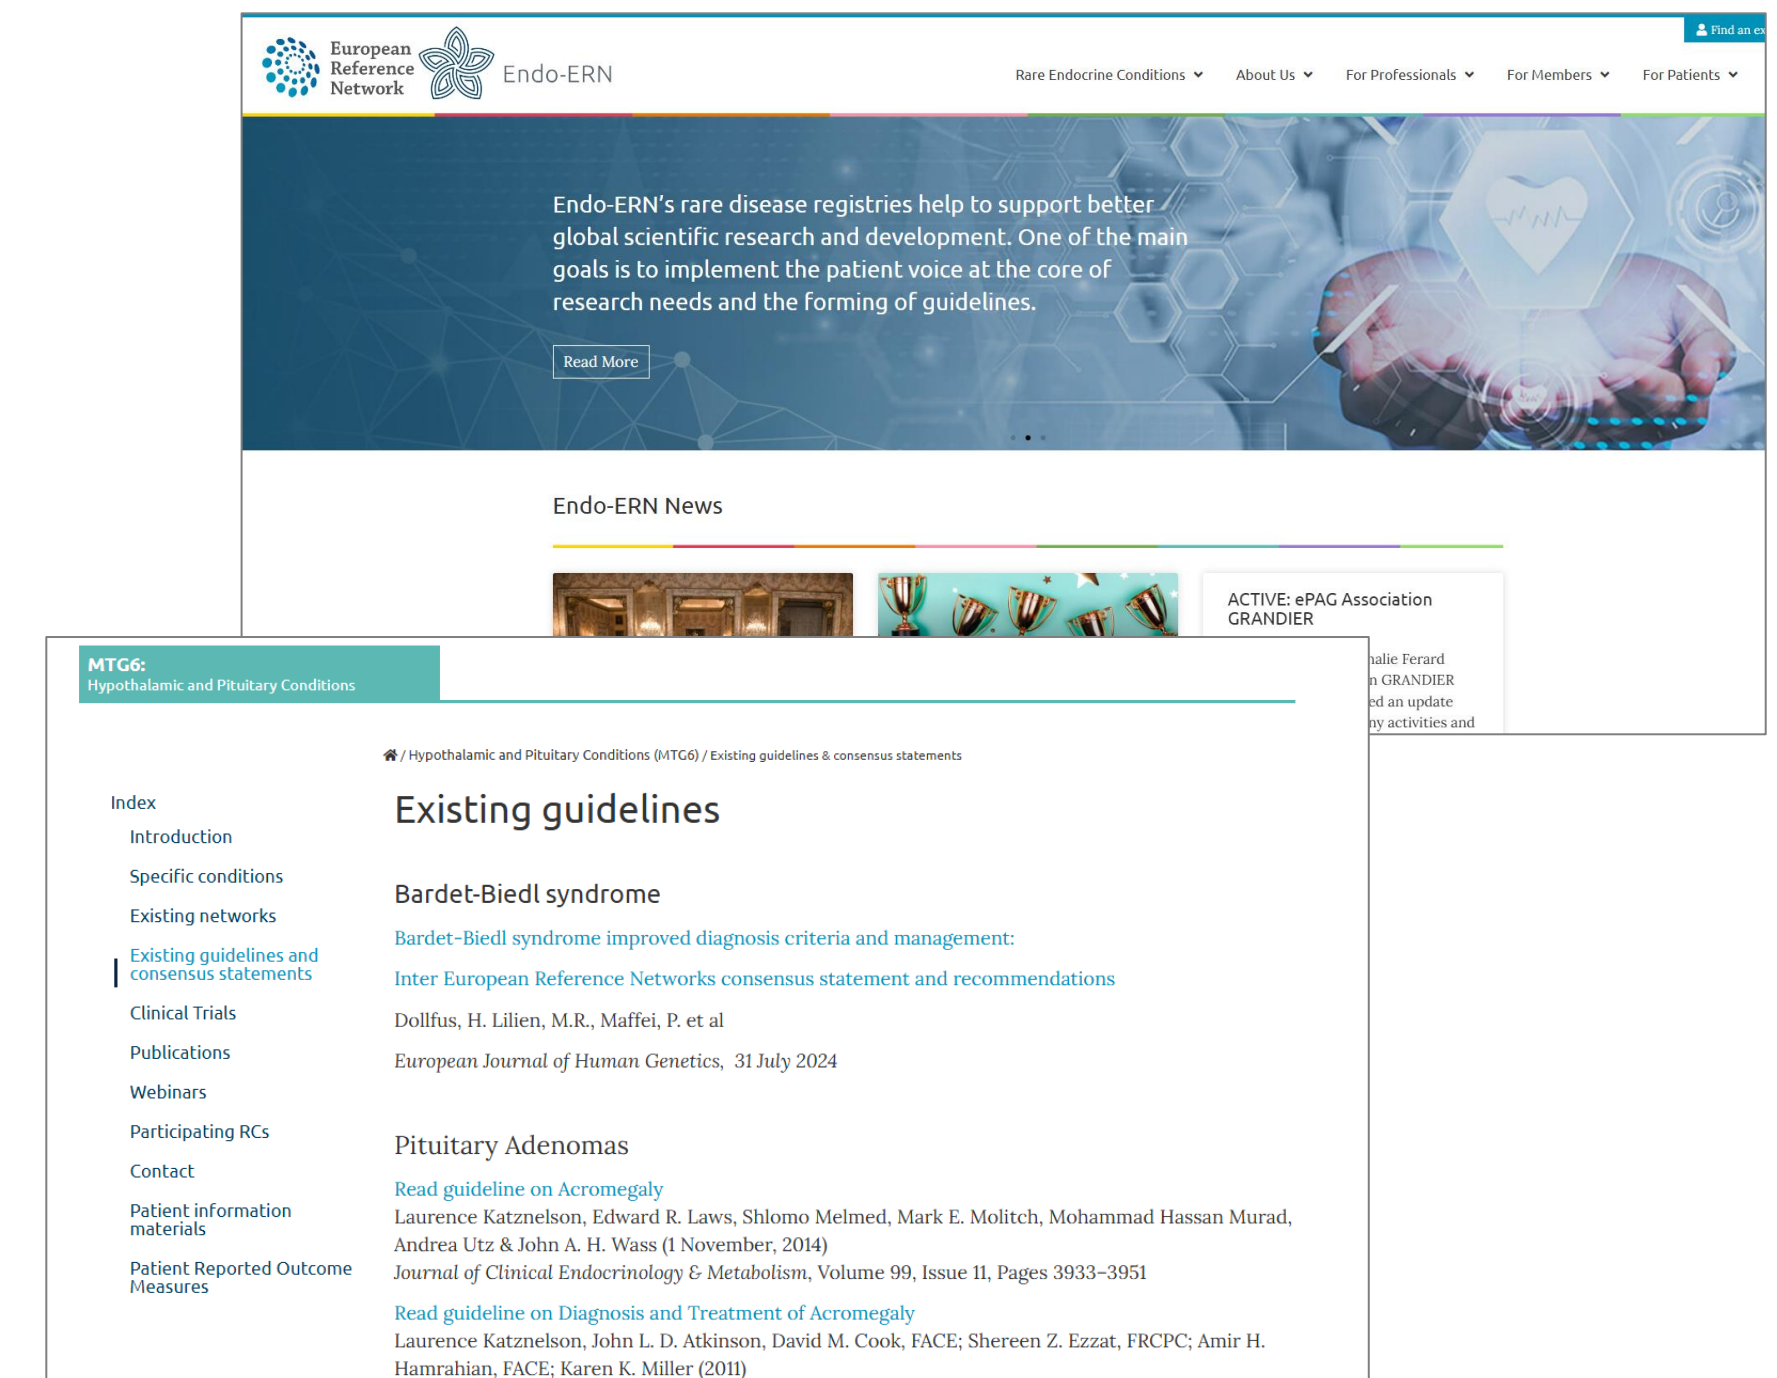 European
Reference
Network
Endo-ERN
Rare Endocrine Conditions
About Us
For Professionals
For Members
For Patients
Find an
Endo-ERN's rare disease registries help to support better
global scientific research and development. One of the main
goals is to implement the patient voice at the core of
research needs and the forming of guidelines.
Read More
Endo-ERN News
ACTIVE: ePAG Association
GRANDIER
Ferard
GRANDIER
an update
activities and
MTG6:
Hypothalamic and Pituitary Conditions
/ Hypothalamic and Pituitary Conditions (MTG6) / Existing guidelines & consensus statements
Index
Introduction
Specific conditions
Existing networks
Existing guidelines and
consensus statements
Clinical Trials
Publications
Webinars
Participating RCs
Contact
Patient information
materials
Patient Reported Outcome
Measures
Existing guidelines
Bardet-Biedl syndrome
Bardet-Biedl syndrome improved diagnosis criteria and management:
Inter European Reference Networks consensus statement and recommendations
Dollfus, H. Lilien, M.R., Maffei, P. et al
European Journal of Human Genetics, 31 July 2024
Pituitary Adenomas
Read guideline on Acromegaly
Laurence Katznelson, Edward R. Laws, Shlomo Melmed, Mark E. Molitch, Mohammad Hassan Murad,
Andrea Utz & John A. H. Wass (1 November, 2014)
Journal of Clinical Endocrinology & Metabolism, Volume 99, Issue 11, Pages 3933–3951
Read guideline on Diagnosis and Treatment of Acromegaly
Laurence Katznelson, John L. D. Atkinson, David M. Cook, FACE; Shereen Z. Ezzat, FRCPC; Amir H.
Hamrahian, FACE; Karen K. Miller (2011)